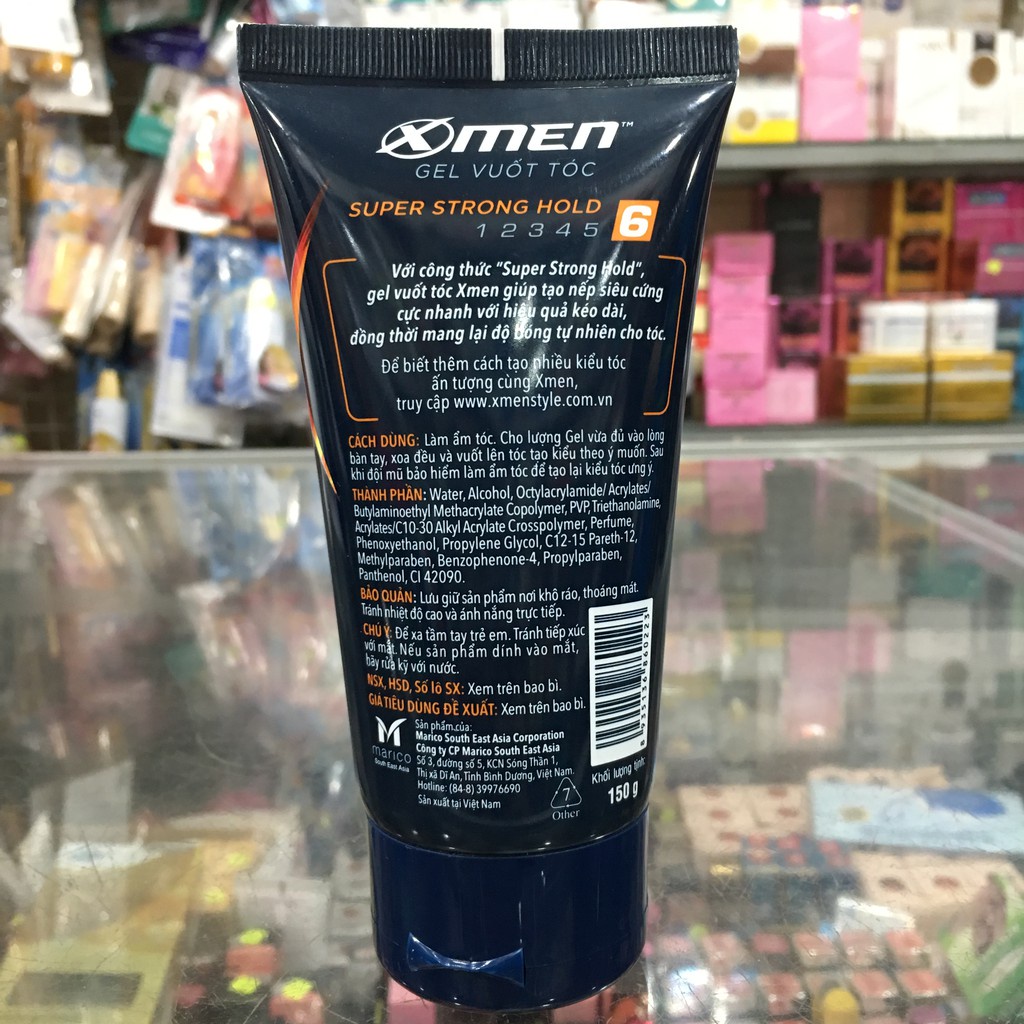 XMEN™
GEL VUỐT TÓC
SUPER STRONG HOLD 6
1 2 3 4 5
Với công thức "Super Strong Hold",
gel vuốt tóc Xmen giúp tạo nếp siêu cứng
cực nhanh với hiệu quả kéo dài,
đồng thời mang lại độ bóng tự nhiên cho tóc.
Để biết thêm cách tạo nhiều kiểu tóc
ấn tượng cùng Xmen,
truy cập www.xmenstyle.com.vn
CÁCH DÙNG: Làm ẩm tóc. Cho lượng Gel vừa đủ vào lòng
bàn tay, xoa đều và vuốt lên tóc tạo kiểu theo ý muốn. Sau
khi đội mũ bảo hiểm làm ẩm tóc để tạo lại kiểu tóc ưng ý.
THÀNH PHẦN: Water, Alcohol, Octylacrylamide/ Acrylates/
Butylaminoethyl Methacrylate Copolymer, PVP, Triethanolamine,
Acrylates/C10-30 Alkyl Acrylate Crosspolymer, Perfume,
Phenoxyethanol, Propylene Glycol, C12-15 Pareth-12,
Methylparaben, Benzophenone-4, Propylparaben,
Panthenol, CI 42090.
BẢO QUẢN: Lưu giữ sản phẩm nơi khô ráo, thoáng mát.
Tránh nhiệt độ cao và ánh nắng trực tiếp.
CHÚ Ý: Để xa tầm tay trẻ em. Tránh tiếp xúc
với mắt. Nếu sản phẩm dính vào mắt,
hãy rửa kỹ với nước.
NSX, HSD, Số lô SX: Xem trên bao bì.
GIÁ TIÊU DÙNG ĐỀ XUẤT: Xem trên bao bì.
marico
South East Asia
Sản phẩm của:
Marico South East Asia Corporation
Công ty CP Marico South East Asia
Số 3, đường số 5, KCN Sóng Thần 1,
Thị xã Dĩ An, Tỉnh Bình Dương, Việt Nam.
Hotline: (84-8) 39976690
Sản xuất tại Việt Nam
7
Other
8 935136 860223
Khối lượng tịnh:
150 g